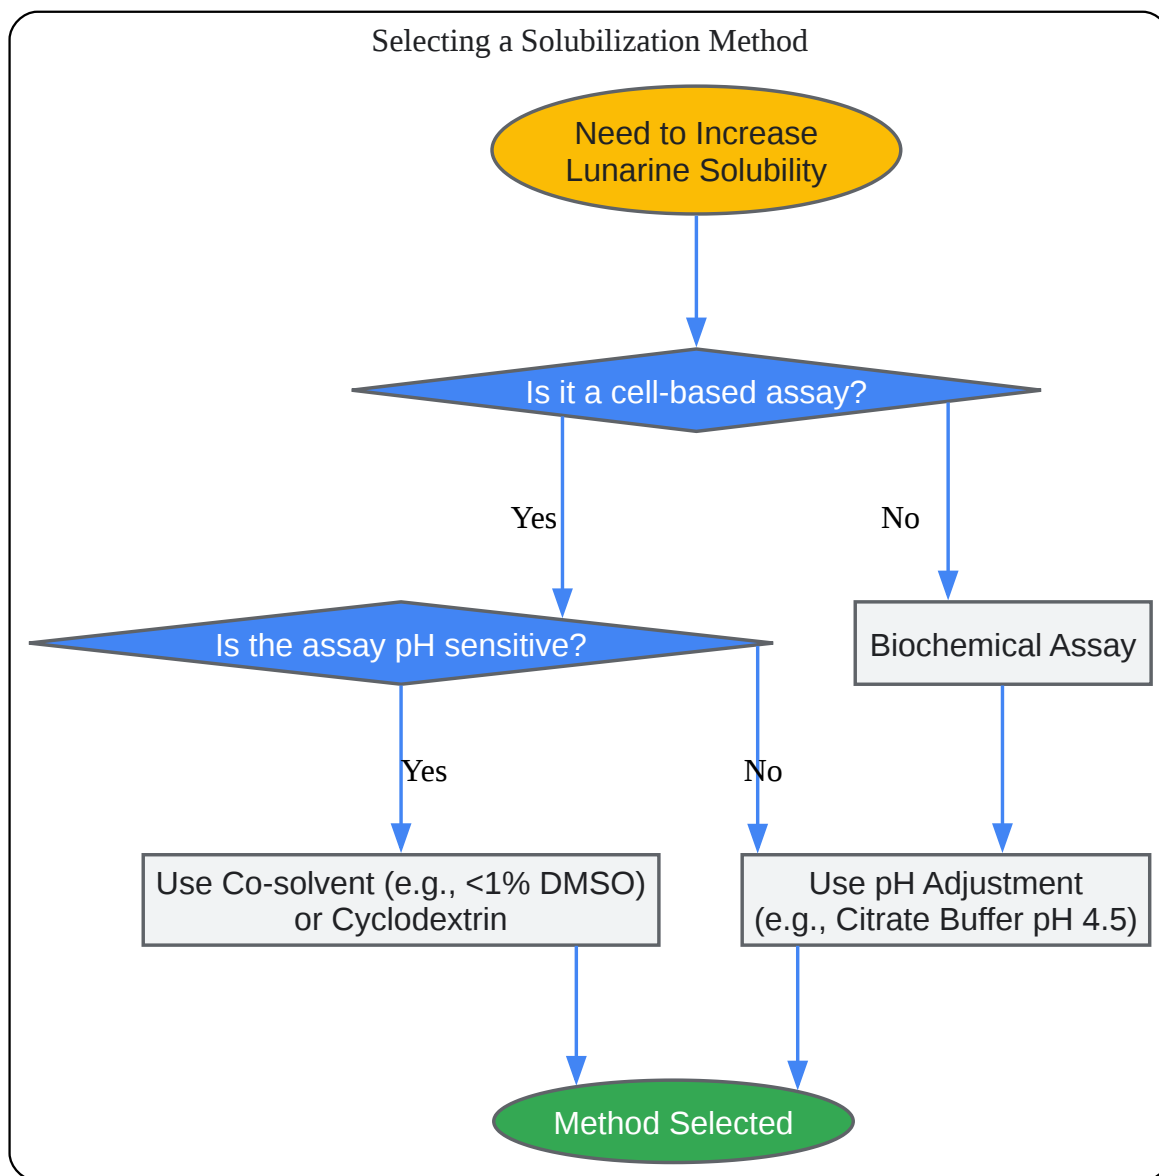 Selecting a Solubilization Method
Need to Increase
Lunarine Solubility
Is it a cell-based assay?
Yes
No
Is the assay pH sensitive?
Biochemical Assay
Yes
No
Use Co-solvent (e.g., <1% DMSO)
or Cyclodextrin
Use pH Adjustment
(e.g., Citrate Buffer pH 4.5)
Method Selected